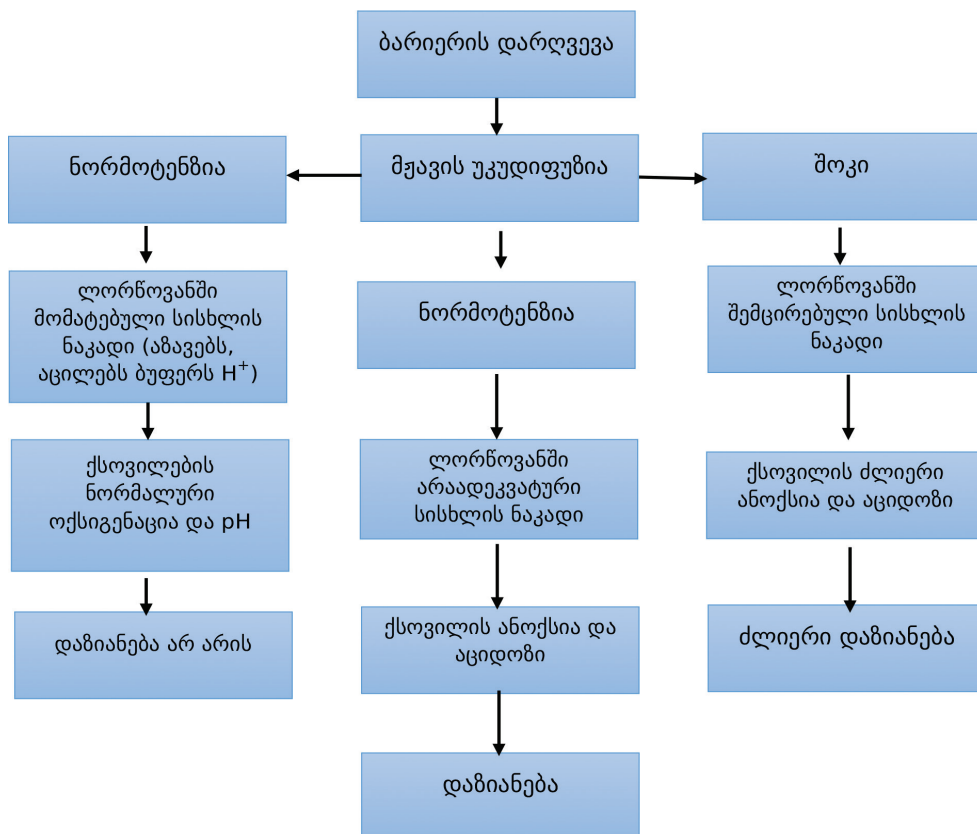 ბარიერის დარღვევა
ნორმოტენზია
მჟავის უკუდიფუზია
შოკი
ლორწოვანში
მომატებული სისხლის
ნაკადი (აზავებს,
აცილებს ბუფერს H⁺)
ნორმოტენზია
ლორწოვანში
შემცირებული სისხლის
ნაკადი
ქსოვილების
ნორმალური
ოქსიგენაცია და pH
ლორწოვანში
არაადეკვატური
სისხლის ნაკადი
ქსოვილის ძლიერი
ანოქსია და აციდოზი
დაზიანება არ არის
ქსოვილის ანოქსია და
აციდოზი
ძლიერი დაზიანება
დაზიანება